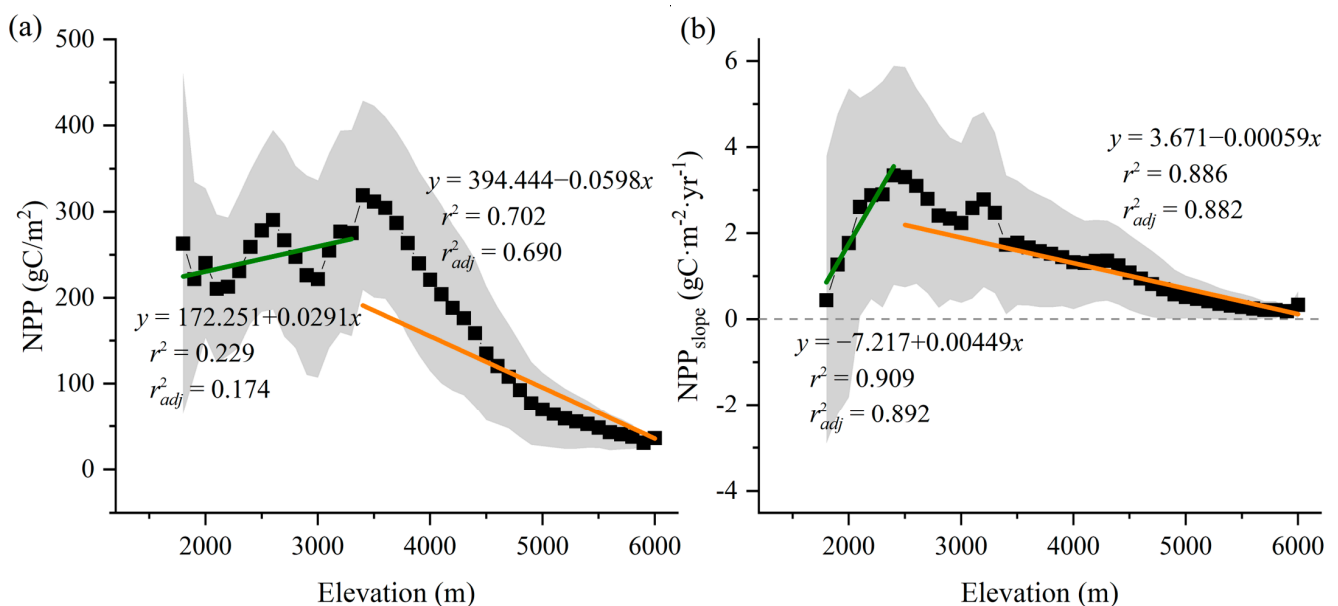 (a)
500
400
300
200
100
0
NPP (gC/m²)
y = 394.444−0.0598x
r² = 0.702
r²adj = 0.690
y = 172.251+0.0291x
r² = 0.229
r²adj = 0.174
2000 3000 4000 5000 6000
Elevation (m)
(b)
6
4
2
0
-2
-4
NPPslope (gC·m⁻²·yr⁻¹)
y = 3.671−0.00059x
r² = 0.886
r²adj = 0.882
y = −7.217+0.00449x
r² = 0.909
r²adj = 0.892
2000 3000 4000 5000 6000
Elevation (m)